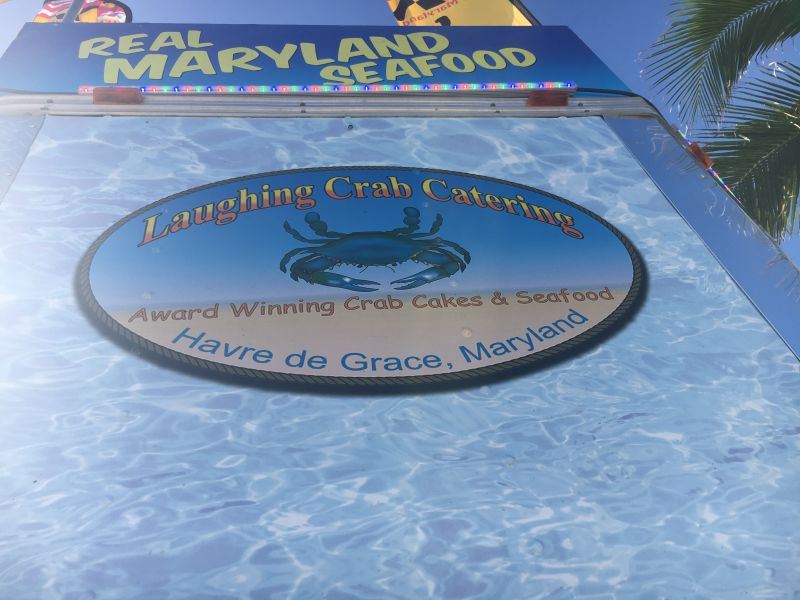 REAL
MARYLAND
SEAFOOD
Laughing Crab Catering
Award Winning Crab Cakes & Seafood
Havre de Grace, Maryland